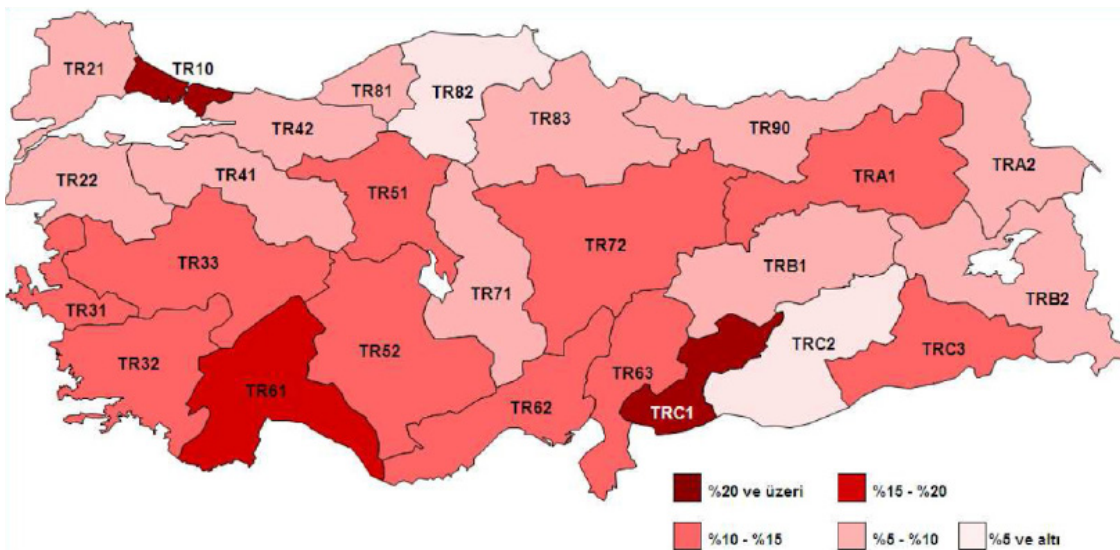 TR21
TR10
TR81
TR82
TR42
TR83
TR90
TR22
TR41
TR51
TRA1
TRA2
TR33
TR72
TRB1
TR31
TR71
TRB2
TR32
TR52
TRC2
TRC3
TR61
TR63
TR62
TRC1
%20 ve üzeri
%15 - %20
%10 - %15
%5 - %10
%5 ve altı